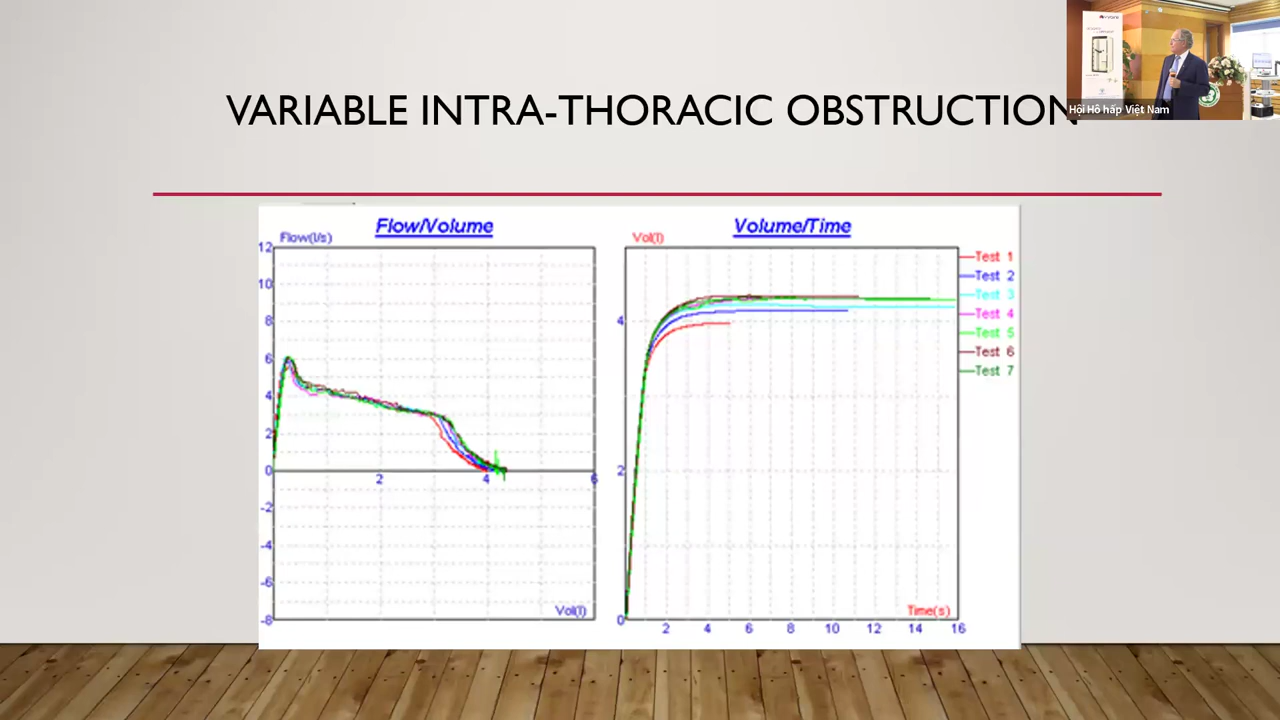 VARIABLE INTRA-THORACIC OBSTRUCTION
Hội Hô hấp Việt Nam
Flow/Volume
Volume/Time
Flow(l/s)
Vol(l)
12
10
8
6
4
2
0
-2
-4
-6
-8
2
4
6
Vol(l)
4
2
0
Time(s)
2
4
6
8
10
12
14
16
Test 1
Test 2
Test 3
Test 4
Test 5
Test 6
Test 7